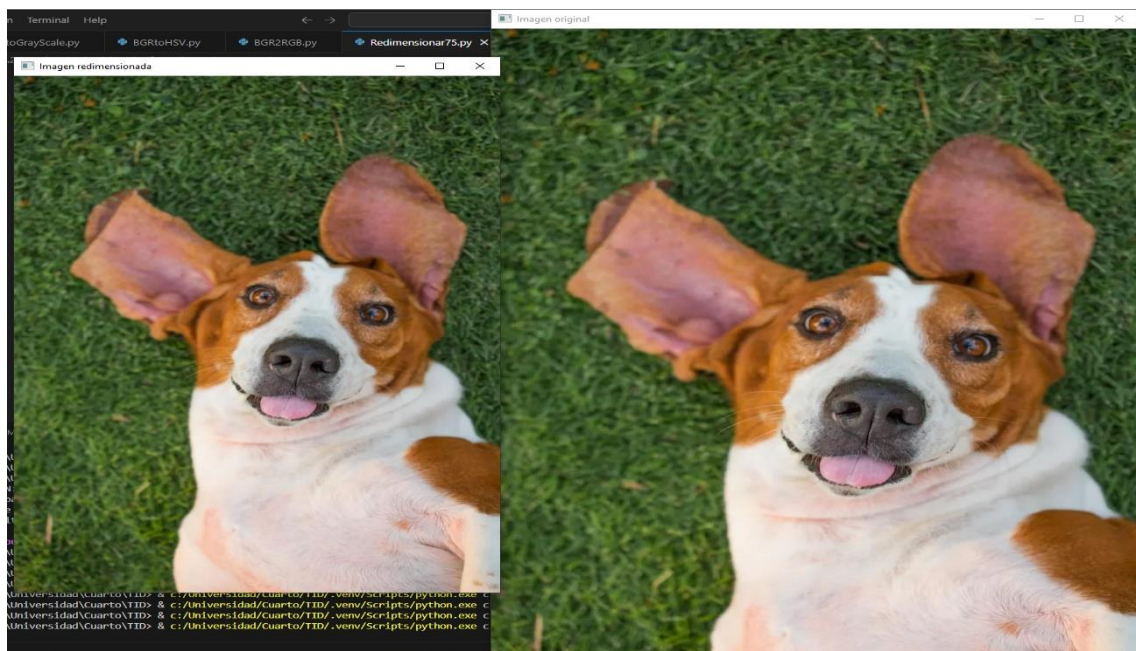 Terminal Help
Imagen original
toGrayScale.py BGRtoHSV.py BGR2RGB.py Redimensionar75.py
Imagen redimensionada
\Universidad\Cuarto\TID> & c:/Universidad/Cuarto/TID/.venv/Scripts/python.exe c
\Universidad\Cuarto\TID> & c:/Universidad/Cuarto/TID/.venv/Scripts/python.exe c
\Universidad\Cuarto\TID> & c:/Universidad/Cuarto/TID/.venv/Scripts/python.exe c
\Universidad\Cuarto\TID> & c:/Universidad/Cuarto/TID/.venv/Scripts/python.exe c